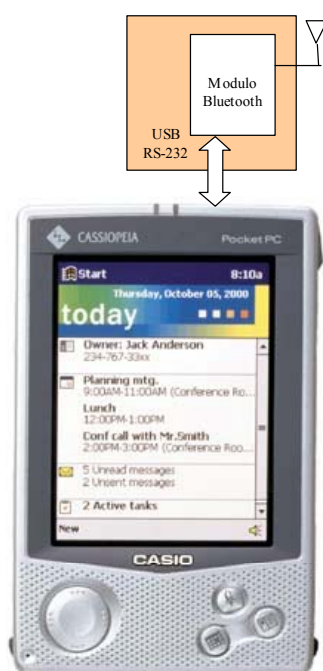 Modulo
Bluetooth
USB
RS-232
CASSIOPEIA
Pocket PC
Start 8:10a
Thursday, October 05, 2000
today
Owner: Jack Anderson
234-767-33xx
Planning mtg.
9:00AM-11:00AM (Conference Ro...
Lunch
12:00PM-1:00PM
Conf call with Mr.Smith
2:00PM-3:00PM (Conference Roo...
5 Unread messages
2 Unsent messages
2 Active tasks
New
CASIO